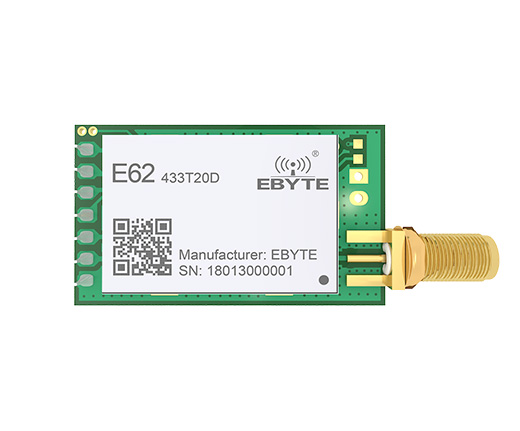 E62 433T20D
®
EBYTE
Manufacturer: EBYTE
SN: 18013000001